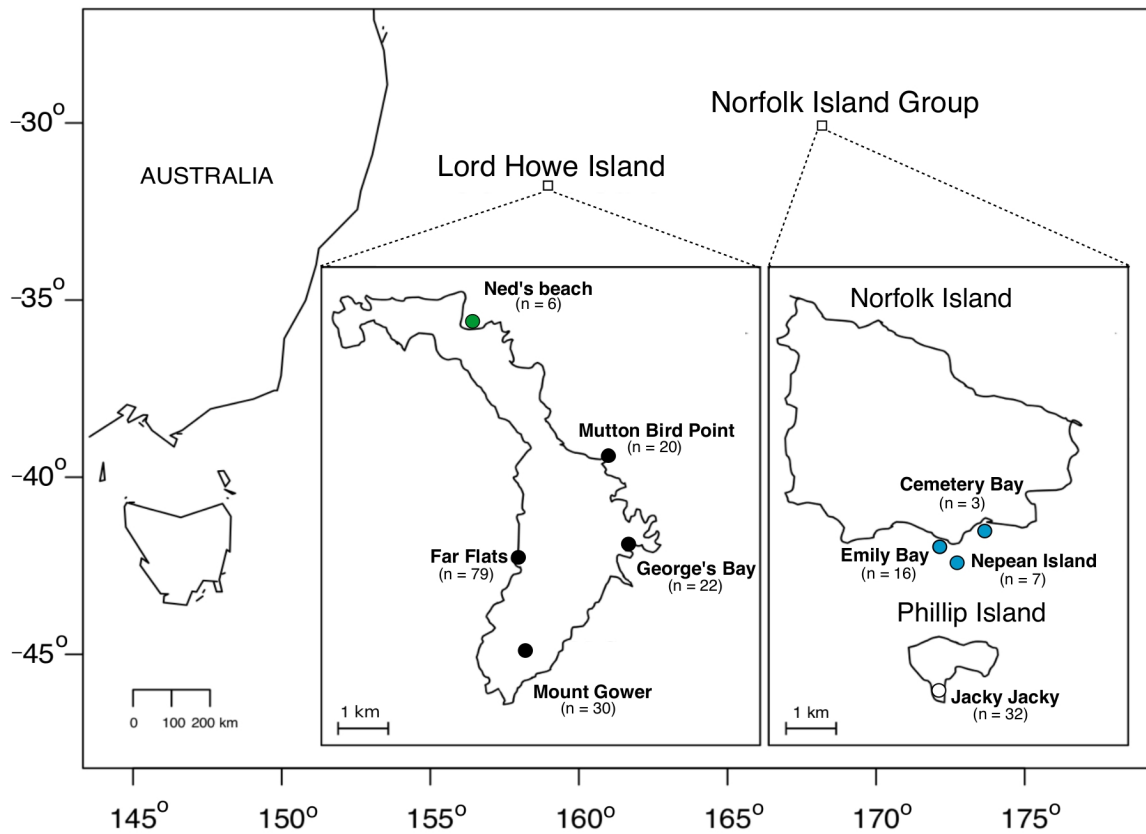 Norfolk Island Group
−30°
Lord Howe Island
AUSTRALIA
−35°
Ned's beach
(n = 6)
Norfolk Island
Mutton Bird Point
(n = 20)
−40°
Cemetery Bay
(n = 3)
Far Flats
(n = 79)
George's Bay
(n = 22)
Emily Bay
(n = 16)
Nepean Island
(n = 7)
Phillip Island
−45°
Mount Gower
(n = 30)
Jacky Jacky
(n = 32)
0 100 200 km
1 km
1 km
145° 150° 155° 160° 165° 170° 175°